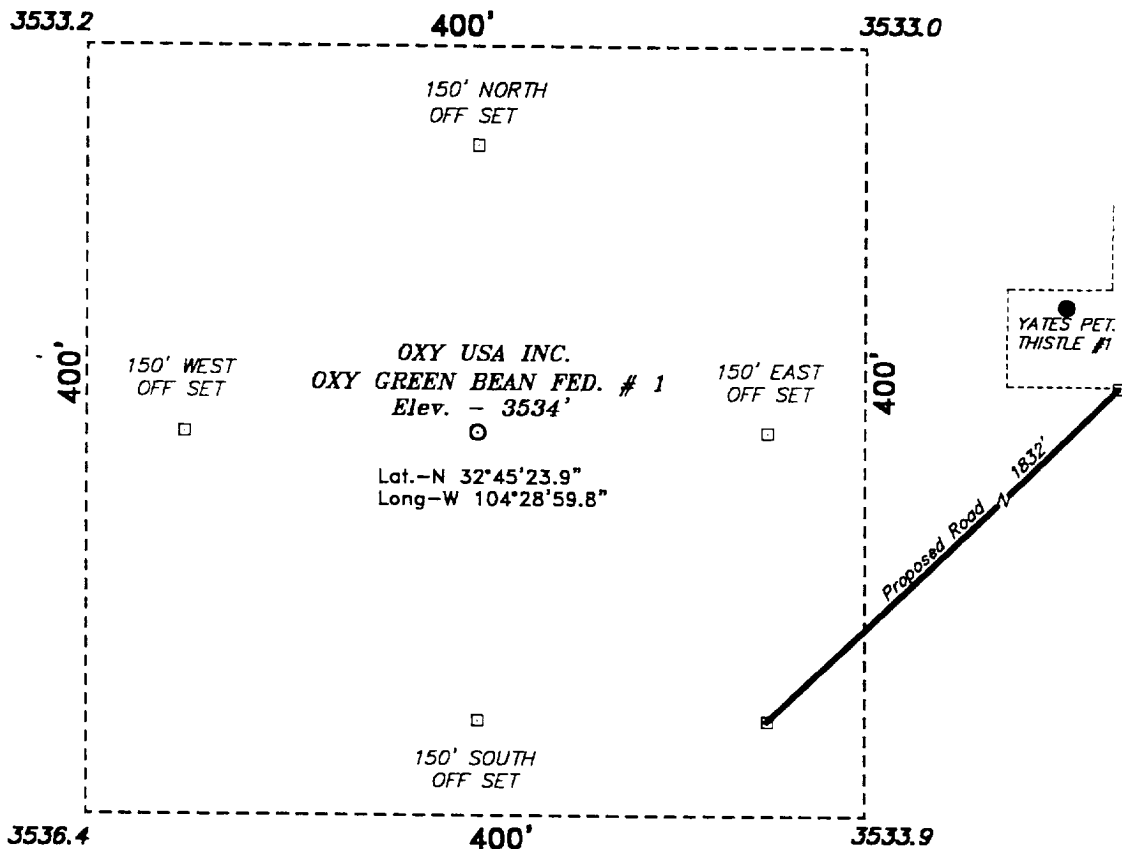 3533.2
400'
3533.0
150' NORTH
OFF SET
400'
150' WEST
OFF SET
OXY USA INC.
OXY GREEN BEAN FED. # 1
Elev. - 3534'
150' EAST
OFF SET
400'
YATES PET.
THISTLE #1
Lat.-N 32°45'23.9"
Long-W 104°28'59.8"
Proposed Road 1832'
150' SOUTH
OFF SET
3536.4
400'
3533.9